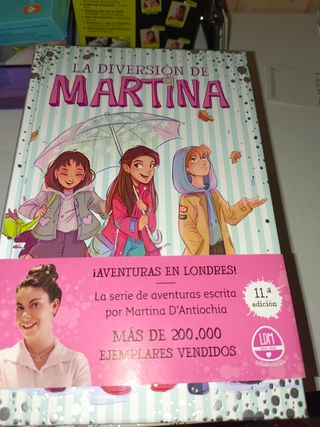 LA DIVERSIÓN DE
MARTINA
¡AVENTURAS EN LONDRES!
La serie de aventuras escrita
por Martina D'Antiochia
MÁS DE 200.000
EJEMPLARES VENDIDOS
11.ª
edición
LDM